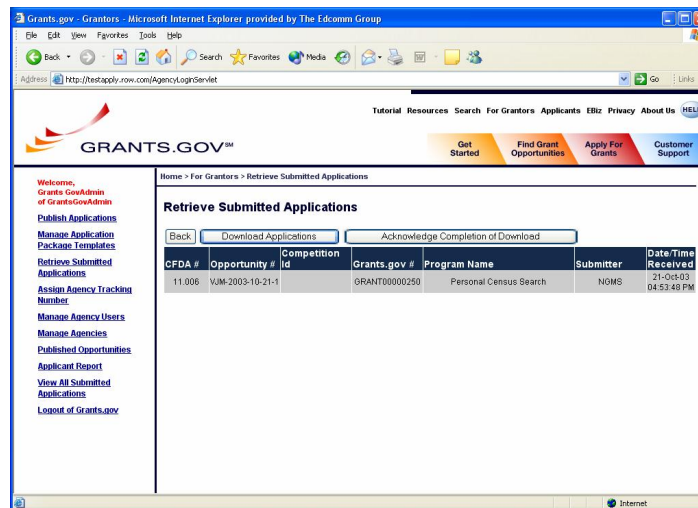 Grants.gov - Grantors - Microsoft Internet Explorer provided by The Edcomm Group
File Edit View Favorites Tools Help
Back Search Favorites Media
Address http://testapply.row.com/AgencyLoginServlet Go Links
Tutorial Resources Search For Grantors Applicants EBiz Privacy About Us HEL
GRANTS.GOV SM
Get Started
Find Grant Opportunities
Apply For Grants
Customer Support
Welcome,
Grants GovAdmin
of GrantsGovAdmin
Publish Applications
Manage Application
Package Templates
Retrieve Submitted
Applications
Assign Agency Tracking
Number
Manage Agency Users
Manage Agencies
Published Opportunities
Applicant Report
View All Submitted
Applications
Logout of Grants.gov
Home > For Grantors > Retrieve Submitted Applications
Retrieve Submitted Applications
Back Download Applications Acknowledge Completion of Download
CFDA # Opportunity # Competition Id Grants.gov # Program Name Submitter Date/Time Received
11.006 VJM-2003-10-21-1 GRANT00000250 Personal Census Search NGMS 21-Oct-03 04:53:48 PM
Internet